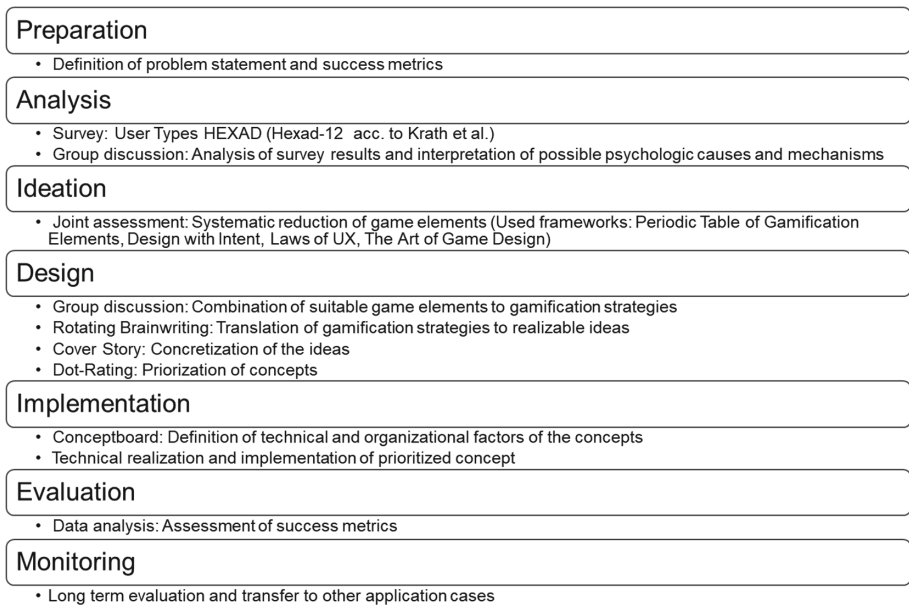 Preparation
• Definition of problem statement and success metrics
Analysis
• Survey: User Types HEXAD (Hexad-12 acc. to Krath et al.)
• Group discussion: Analysis of survey results and interpretation of possible psychologic causes and mechanisms
Ideation
• Joint assessment: Systematic reduction of game elements (Used frameworks: Periodic Table of Gamification
Elements, Design with Intent, Laws of UX, The Art of Game Design)
Design
• Group discussion: Combination of suitable game elements to gamification strategies
• Rotating Brainwriting: Translation of gamification strategies to realizable ideas
• Cover Story: Concretization of the ideas
• Dot-Rating: Priorization of concepts
Implementation
• Conceptboard: Definition of technical and organizational factors of the concepts
• Technical realization and implementation of prioritized concept
Evaluation
• Data analysis: Assessment of success metrics
Monitoring
• Long term evaluation and transfer to other application cases